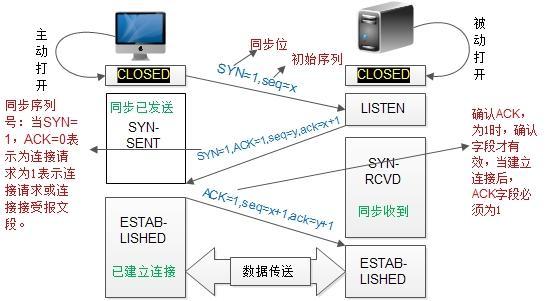 主动打开
被动打开
同步位
初始序列
CLOSED
CLOSED
SYN=1,seq=x
同步序列
号：当SYN=
1，ACK=0表
示为连接请
求为1表示连
接请求或连
接接受报文
段。
同步已发送
SYN-
SENT
LISTEN
SYN=1,ACK=1,seq=y,ack=x+1
确认ACK，
为1时，确认
字段才有
效，当建立
连接后，
ACK字段必
须为1
SYN-
RCVD
同步收到
ACK=1,seq=x+1,ack=y+1
ESTAB-
LISHED
已建立连接
数据传送
ESTAB-
LISHED